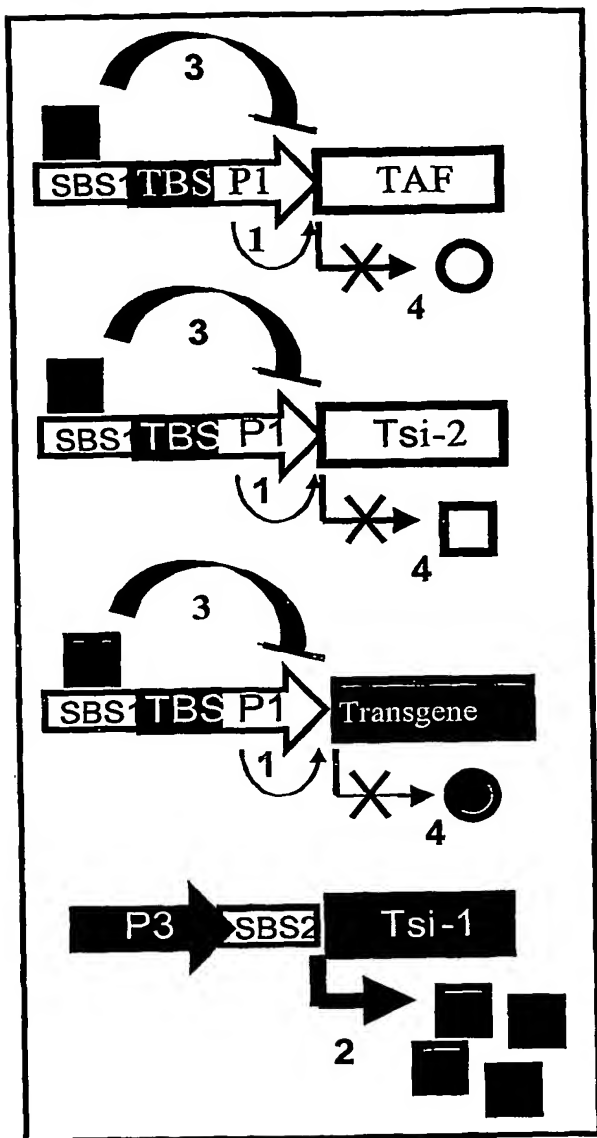 3
SBS1 TBS P1 TAF
1
4
3
SBS1 TBS P1 Tsi-2
1
4
3
SBS1 TBS P1 Transgene
1
4
P3 SBS2 Tsi-1
2